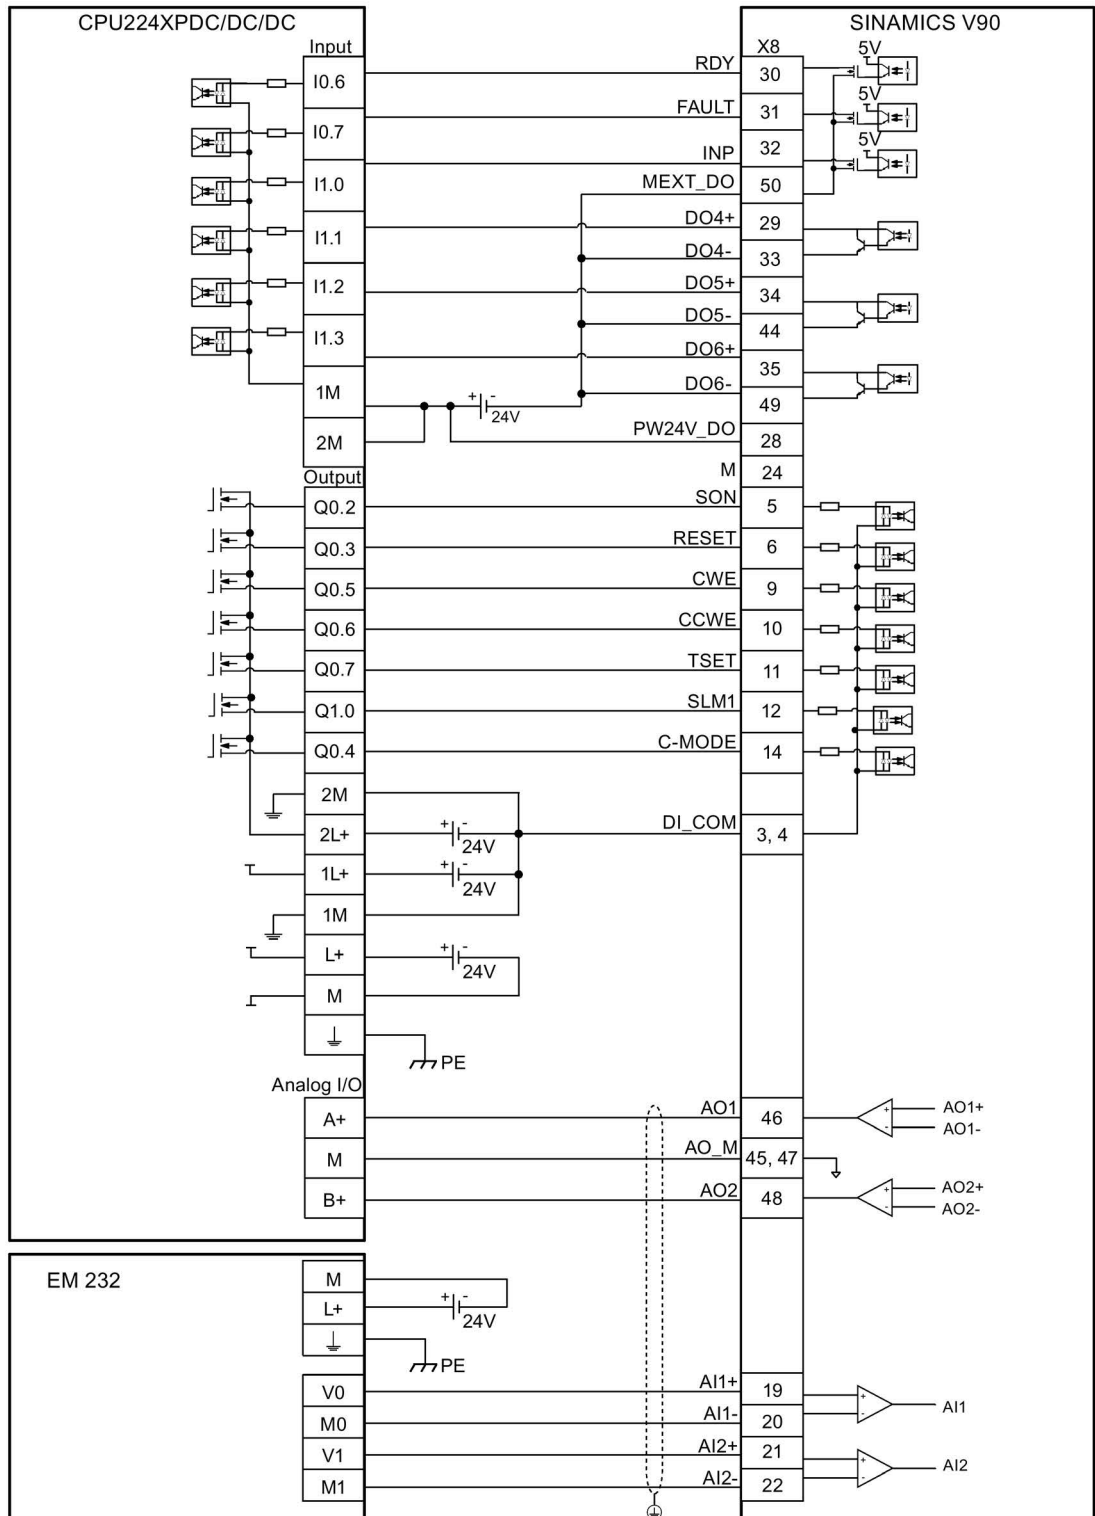 CPU224XPDC/DC/DC
SINAMICS V90
Input
X8
I0.6
RDY
30
5V
I0.7
FAULT
31
5V
INP
32
5V
I1.0
MEXT_DO
50
I1.1
DO4+
29
DO4-
33
I1.2
DO5+
34
DO5-
44
I1.3
DO6+
35
1M
DO6-
49
+ -
24V
2M
PW24V_DO
28
M
24
Output
Q0.2
SON
5
Q0.3
RESET
6
Q0.5
CWE
9
Q0.6
CCWE
10
Q0.7
TSET
11
Q1.0
SLM1
12
Q0.4
C-MODE
14
2M
2L+
+ -
24V
DI_COM
3, 4
1L+
+ -
24V
1M
L+
+ -
24V
M
PE
Analog I/O
A+
AO1
46
+
-
AO1+
AO1-
M
AO_M
45, 47
B+
AO2
48
+
-
AO2+
AO2-
EM 232
M
L+
+ -
24V
PE
V0
AI1+
19
+
-
AI1
M0
AI1-
20
V1
AI2+
21
+
-
AI2
M1
AI2-
22